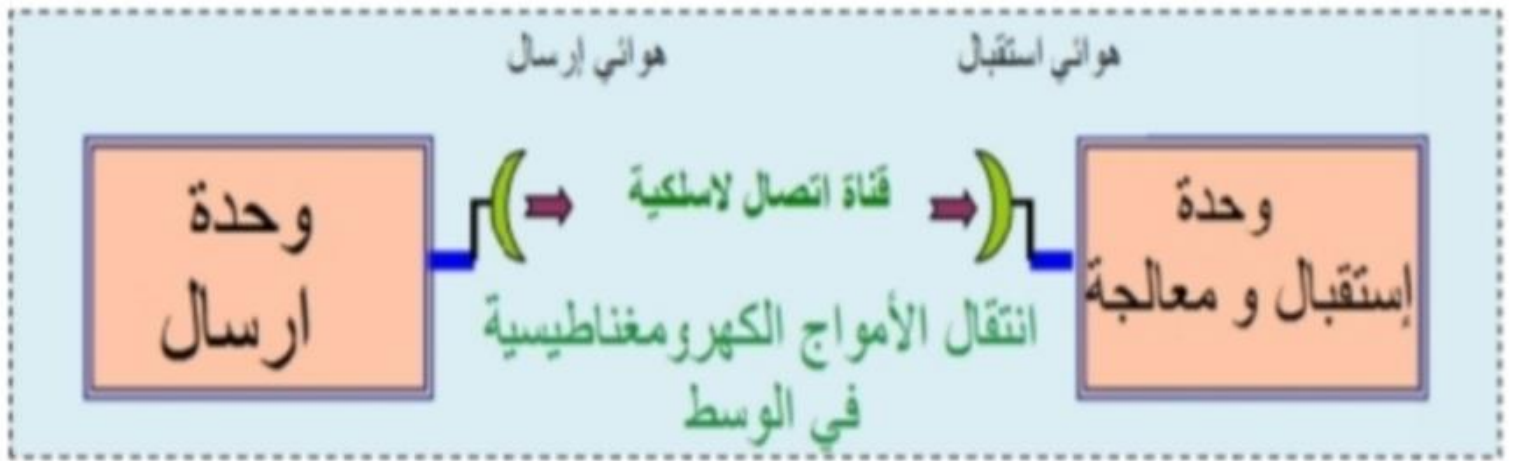 هوائي إرسال
هوائي استقبال
وحدة
ارسال
قناة اتصال لاسلكية
انتقال الأمواج الكهرومغناطيسية
في الوسط
وحدة
إستقبال و معالجة